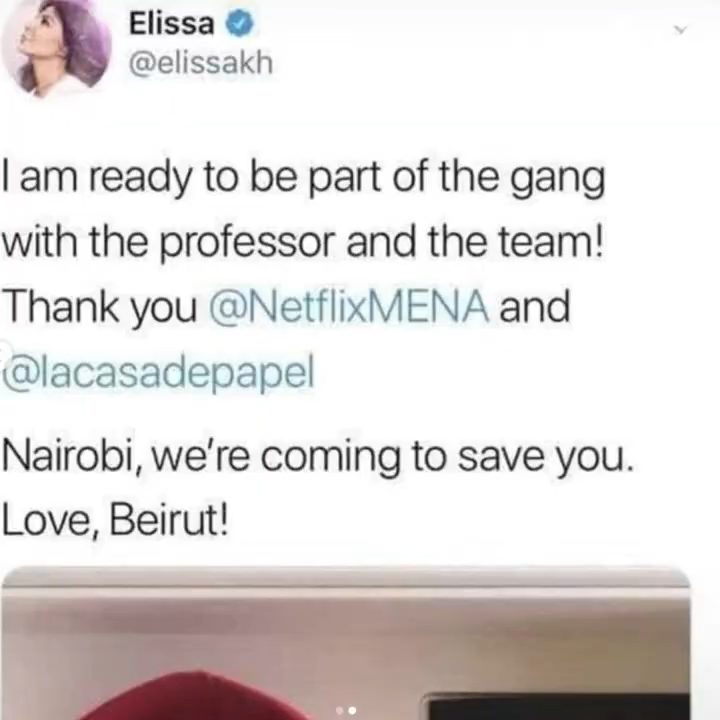 Elissa
@elissakh
I am ready to be part of the gang
with the professor and the team!
Thank you @NetflixMENA and
@lacasadepapel
Nairobi, we're coming to save you.
Love, Beirut!